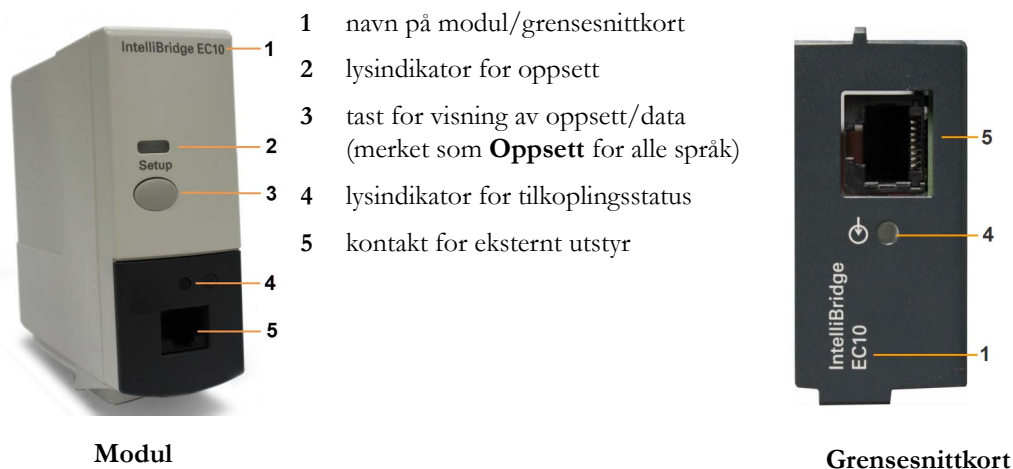 IntelliBridge EC10
1
2
Setup
3
4
5
1 navn på modul/grensesnittkort
2 lysindikator for oppsett
3 tast for visning av oppsett/data
(merket som Oppsett for alle språk)
4 lysindikator for tilkoplingsstatus
5 kontakt for eksternt utstyr
5
4
IntelliBridge
EC10
1
Modul
Grensesnittkort